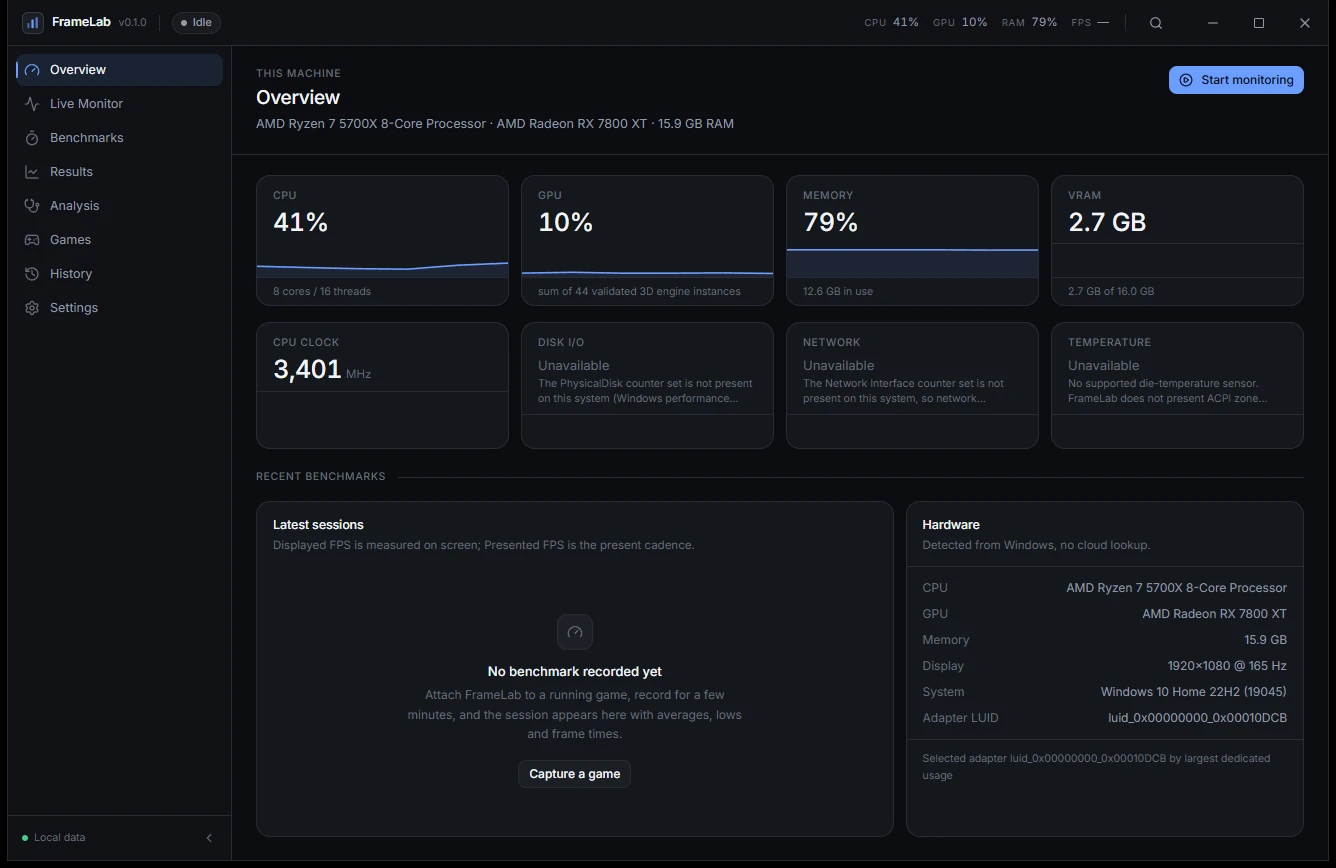 FrameLab v0.1.0 Idle CPU 41% GPU 10% RAM 79% FPS —
Overview
Live Monitor
Benchmarks
Results
Analysis
Games
History
Settings
Local data
THIS MACHINE
Overview
AMD Ryzen 7 5700X 8-Core Processor · AMD Radeon RX 7800 XT · 15.9 GB RAM
Start monitoring
CPU
41%
8 cores / 16 threads
GPU
10%
sum of 44 validated 3D engine instances
MEMORY
79%
12.6 GB in use
VRAM
2.7 GB
2.7 GB of 16.0 GB
CPU CLOCK
3,401 MHz
DISK I/O
Unavailable
The PhysicalDisk counter set is not present
on this system (Windows performance...
NETWORK
Unavailable
The Network Interface counter set is not
present on this system, so network...
TEMPERATURE
Unavailable
No supported die-temperature sensor.
FrameLab does not present ACPI zone...
RECENT BENCHMARKS
Latest sessions
Displayed FPS is measured on screen; Presented FPS is the present cadence.
No benchmark recorded yet
Attach FrameLab to a running game, record for a few
minutes, and the session appears here with averages, lows
and frame times.
Capture a game
Hardware
Detected from Windows, no cloud lookup.
CPU AMD Ryzen 7 5700X 8-Core Processor
GPU AMD Radeon RX 7800 XT
Memory 15.9 GB
Display 1920×1080 @ 165 Hz
System Windows 10 Home 22H2 (19045)
Adapter LUID luid_0x00000000_0x00010DCB
Selected adapter luid_0x00000000_0x00010DCB by largest dedicated
usage